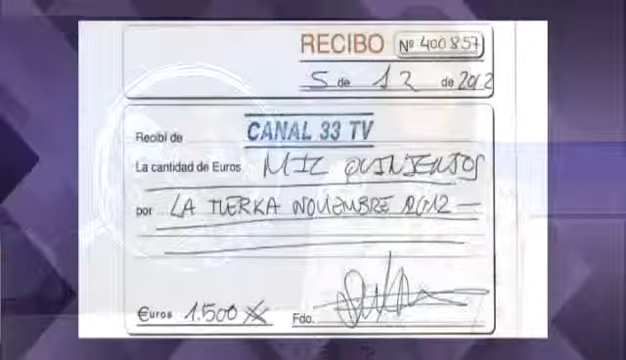 RECIBO Nº 400857
5 de 12 de 2012
Recibí de CANAL 33 TV
La cantidad de Euros MIL QUINIENTOS
por LA TUERKA NOVIEMBRE 2012
Euros 1.500
Fdo.